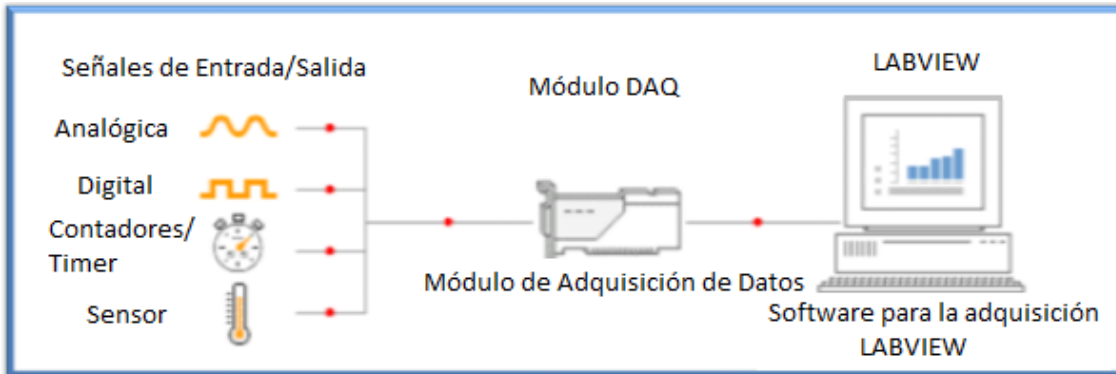 Señales de Entrada/Salida
Analógica
Digital
Contadores/
Timer
Sensor
Módulo DAQ
Módulo de Adquisición de Datos
LABVIEW
Software para la adquisición
LABVIEW